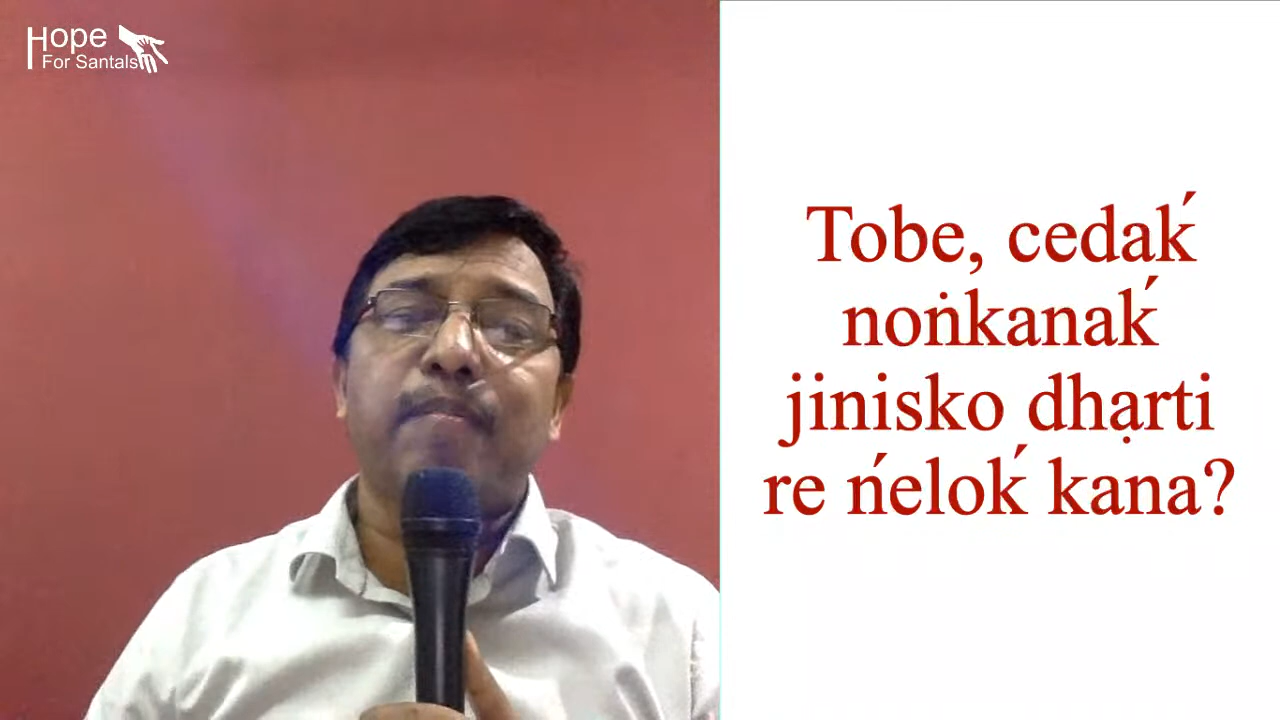 Hope
For Santals
Tobe, cedaḱ
noṅkanaḱ
jinisko dhạrti
re ńeloḱ kana?